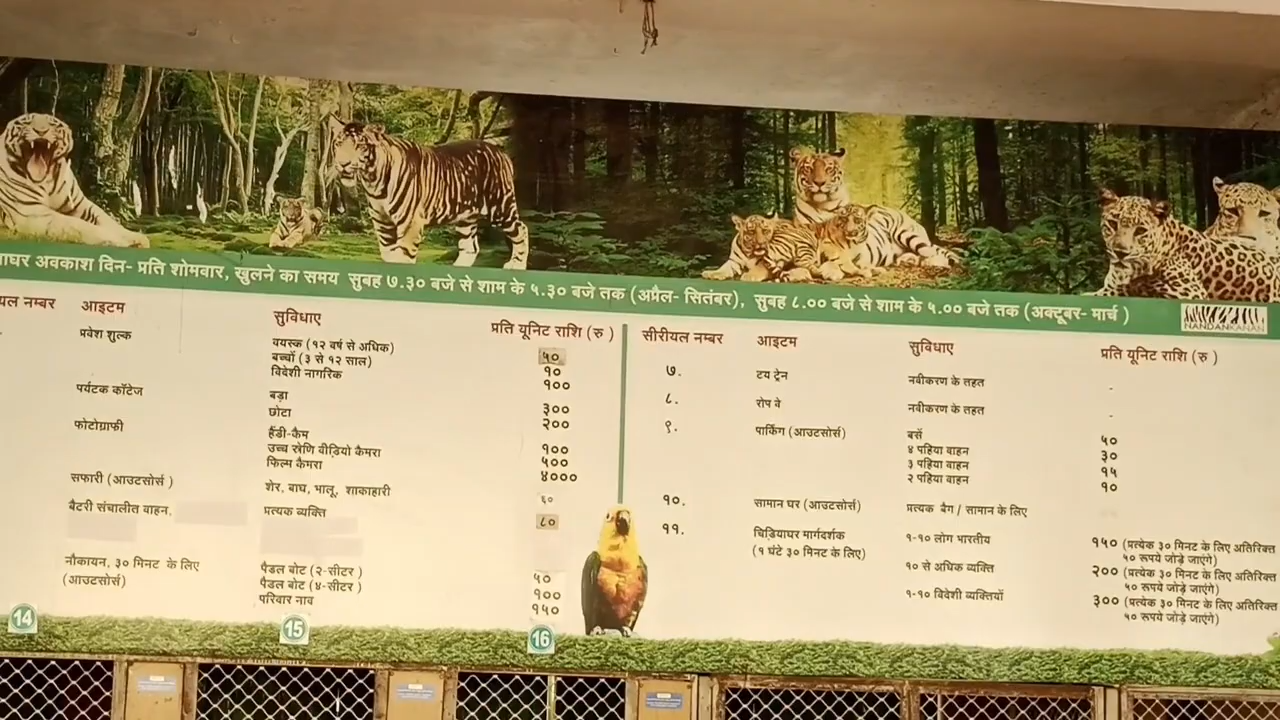 अवकाश दिन- प्रति शोमवार, खुलने का समय सुबह ७.३० बजे से शाम के ५.३० बजे तक (अप्रैल- सितंबर), सुबह ८.०० बजे से शाम के ५.०० बजे तक (अक्टूबर- मार्च )
NANDANKANAN
नम्बर आइटम सुविधाए प्रति यूनिट राशि (रु )
प्रवेश शुल्क वयस्क (१२ वर्ष से अधिक) ५०
बच्चों (३ से १२ साल) १०
विदेशी नागरिक १००
पर्यटक कॉटेज बड़ा ३००
छोटा २००
फोटोग्राफी हैंडी-कैम १००
उच्च स्रेणि वीड़ियो कैमरा ५००
फिल्म कैमरा ४०००
सफारी (आउटसोर्स ) शेर, बाघ, भालू, शाकाहारी ६०
बैटरी संचालीत वाहन. प्रत्यक व्यक्ति ८०
नौकायन, ३० मिनट के लिए पैडल बोट (२-सीटर ) ५०
(आउटसोर्स) पैडल बोट (४-सीटर ) १००
परिवार नाव १५०
सीरीयल नम्बर आइटम सुविधाए प्रति यूनिट राशि (रु )
७. टय ट्रेन नवीकरण के तहत -
८. रोप वे नवीकरण के तहत -
९. पार्किंग (आउटसोर्स) बसें ५०
४ पहिया वाहन ३०
३ पहिया वाहन १५
२ पहिया वाहन १०
१०. सामान घर (आउटसोर्स) प्रत्यक बैग / सामान के लिए
११. चिड़ियाघर मार्गदर्शक १-१० लोग भारतीय १५० (प्रत्येक ३० मिनट के लिए अतिरिक्त
(१ घंटे ३० मिनट के लिए) ५० रूपये जोड़े जाएंगे)
१० से अधिक व्यक्ति २०० (प्रत्येक ३० मिनट के लिए अतिरिक्त
५० रूपये जोड़े जाएंगे)
१-१० विदेशी व्यक्तियों ३०० (प्रत्येक ३० मिनट के लिए अतिरिक्त
५० रूपये जोड़े जाएंगे)
14 15 16